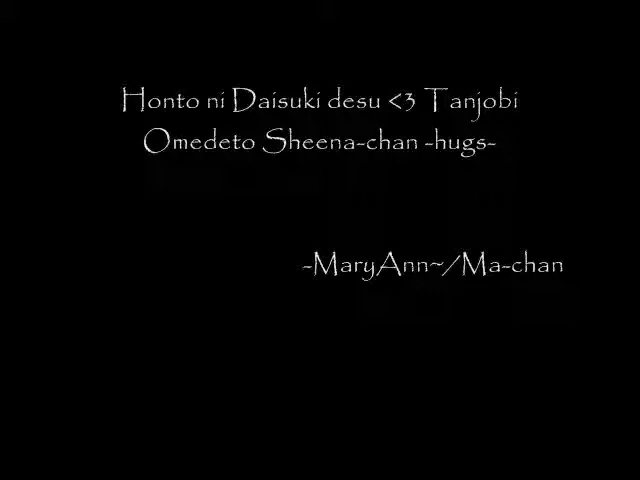 Honto ni Daisuki desu <3 Tanjobi
Omedeto Sheena-chan -hugs-
-MaryAnn~/Ma-chan